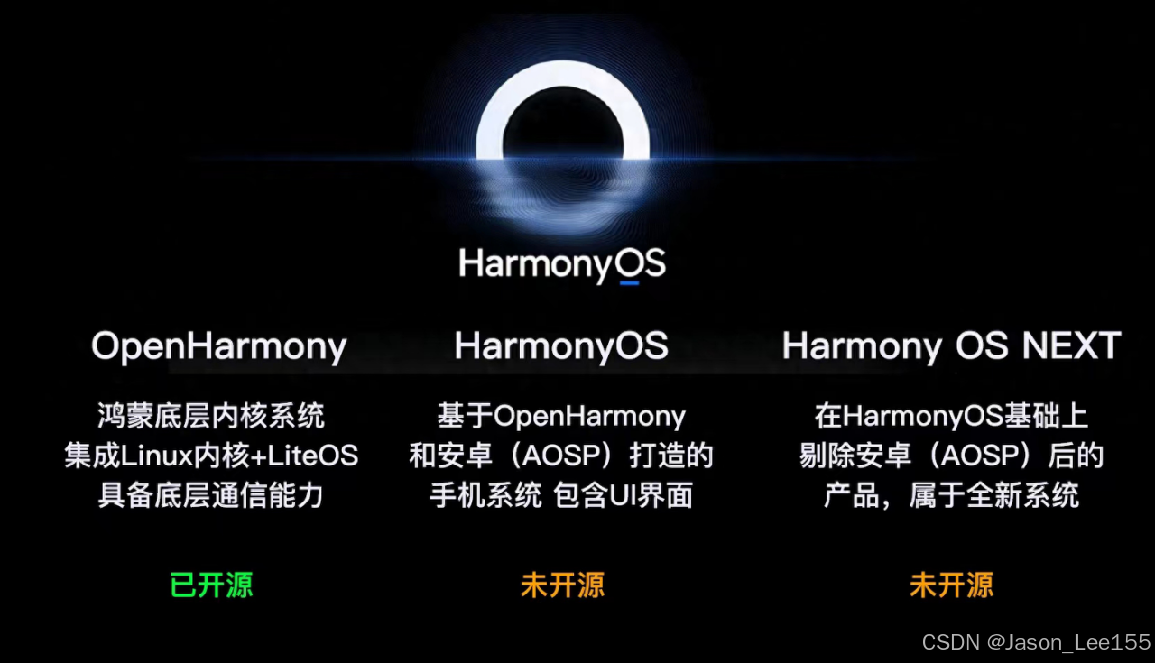 HarmonyOS
OpenHarmony
鸿蒙底层内核系统
集成Linux内核+LiteOS
具备底层通信能力
已开源
HarmonyOS
基于OpenHarmony
和安卓（AOSP）打造的
手机系统 包含UI界面
未开源
Harmony OS NEXT
在HarmonyOS基础上
剔除安卓（AOSP）后的
产品，属于全新系统
未开源
CSDN @Jason_Lee155